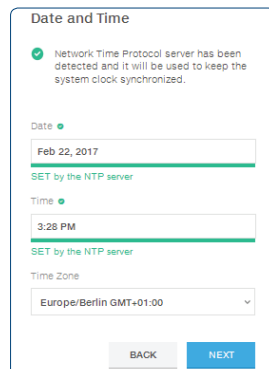 Date and Time
Network Time Protocol server has been
detected and it will be used to keep the
system clock synchronized.
Date
Feb 22, 2017
SET by the NTP server
Time
3:28 PM
SET by the NTP server
Time Zone
Europe/Berlin GMT+01:00
BACK NEXT